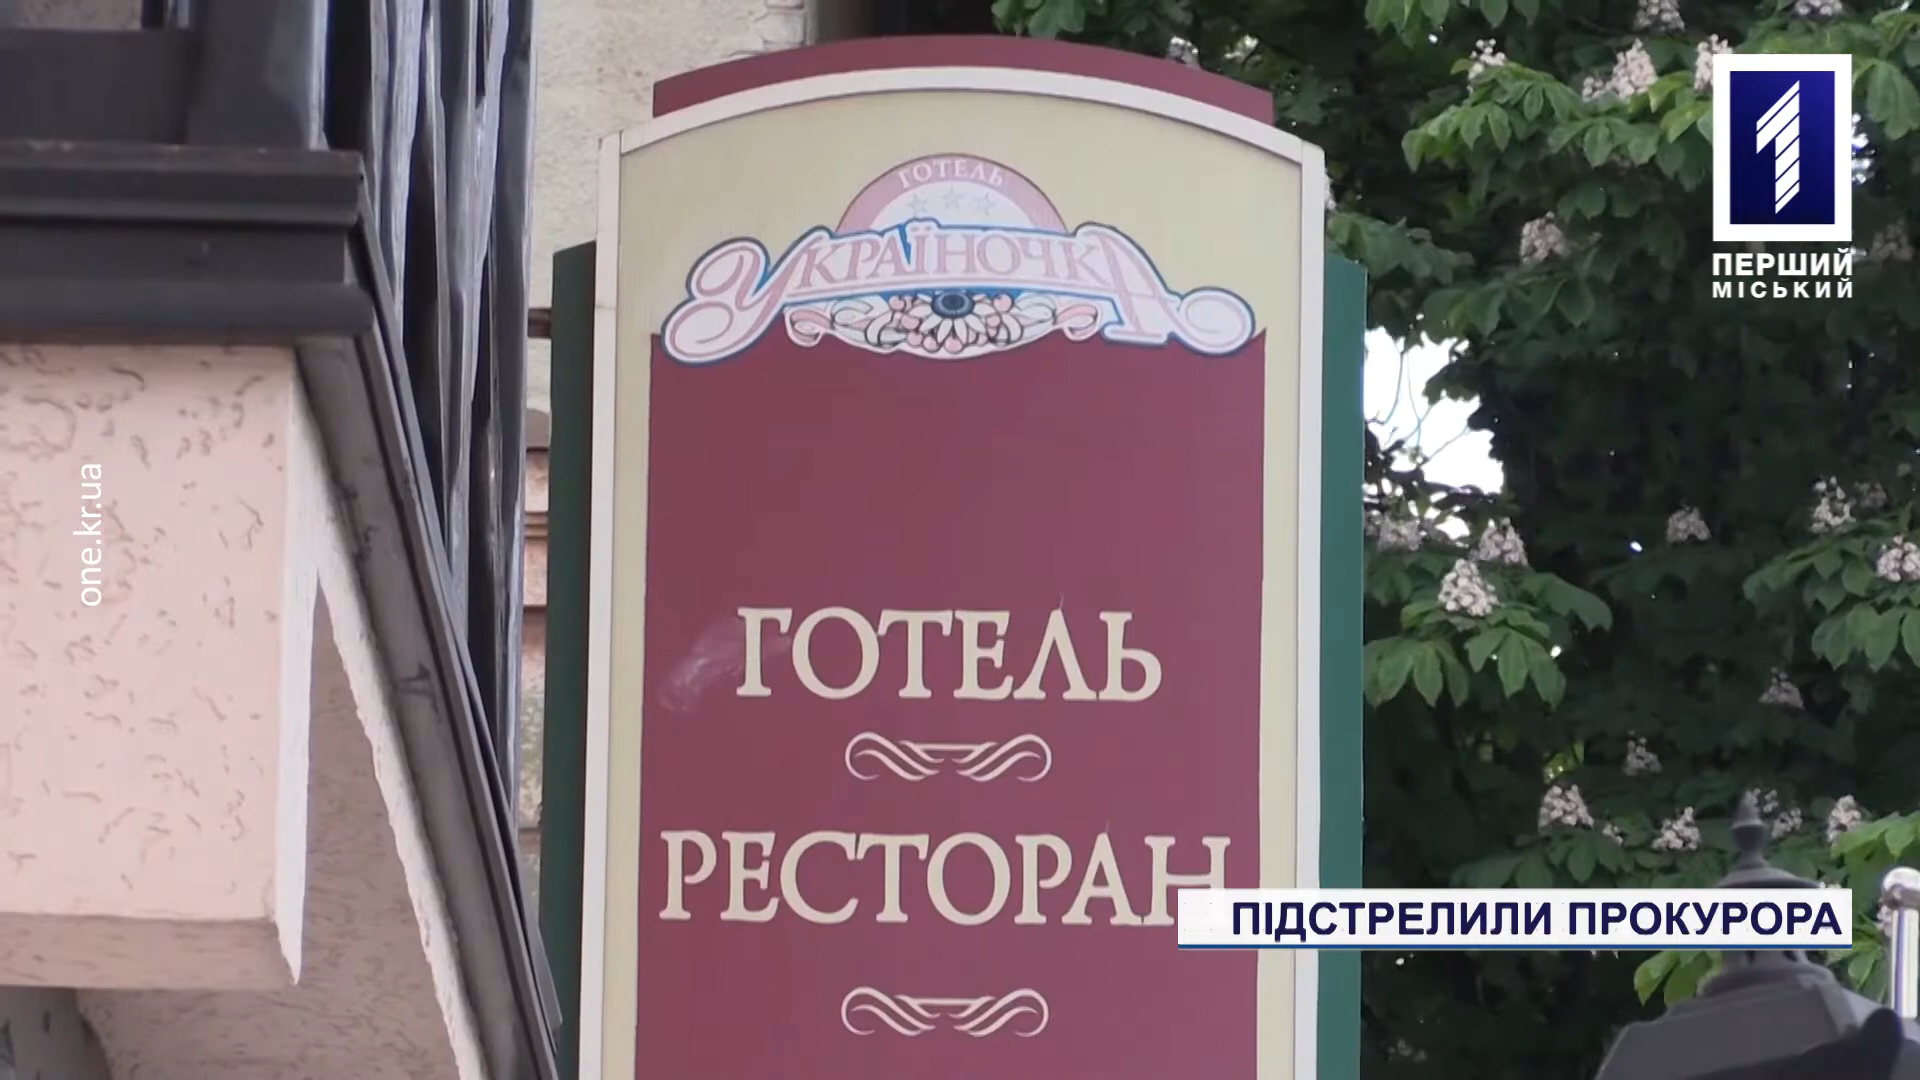 ГОТЕЛЬ
УКРАЇНОЧКА
ГОТЕЛЬ
РЕСТОРАН
ПЕРШИЙ
МІСЬКИЙ
one.kr.ua
ПІДСТРЕЛИЛИ ПРОКУРОРА